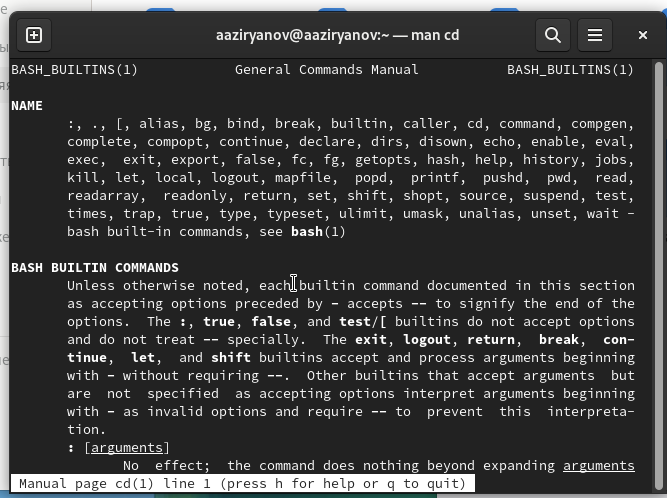 aaziryanov@aaziryanov:~ — man cd
BASH_BUILTINS(1) General Commands Manual BASH_BUILTINS(1)
NAME
:, ., [, alias, bg, bind, break, builtin, caller, cd, command, compgen,
complete, compopt, continue, declare, dirs, disown, echo, enable, eval,
exec, exit, export, false, fc, fg, getopts, hash, help, history, jobs,
kill, let, local, logout, mapfile, popd, printf, pushd, pwd, read,
readarray, readonly, return, set, shift, shopt, source, suspend, test,
times, trap, true, type, typeset, ulimit, umask, unalias, unset, wait -
bash built-in commands, see bash(1)
BASH BUILTIN COMMANDS
Unless otherwise noted, each builtin command documented in this section
as accepting options preceded by - accepts -- to signify the end of the
options. The :, true, false, and test/[ builtins do not accept options
and do not treat -- specially. The exit, logout, return, break, con-
tinue, let, and shift builtins accept and process arguments beginning
with - without requiring --. Other builtins that accept arguments but
are not specified as accepting options interpret arguments beginning
with - as invalid options and require -- to prevent this interpreta-
tion.
: [arguments]
No effect; the command does nothing beyond expanding arguments
Manual page cd(1) line 1 (press h for help or q to quit)